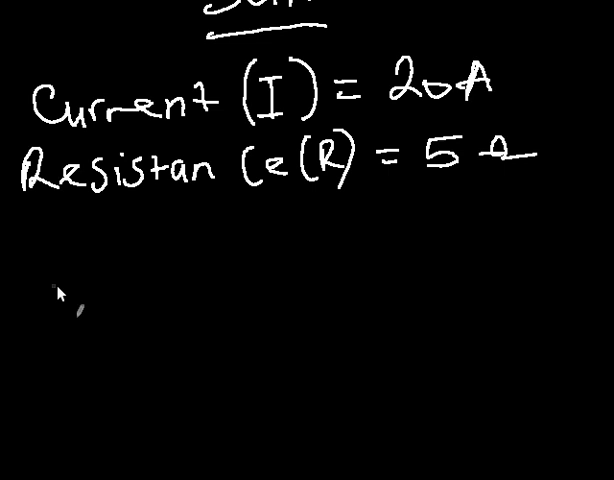 Current (I) = 20A
Resistance (R) = 5 Ω